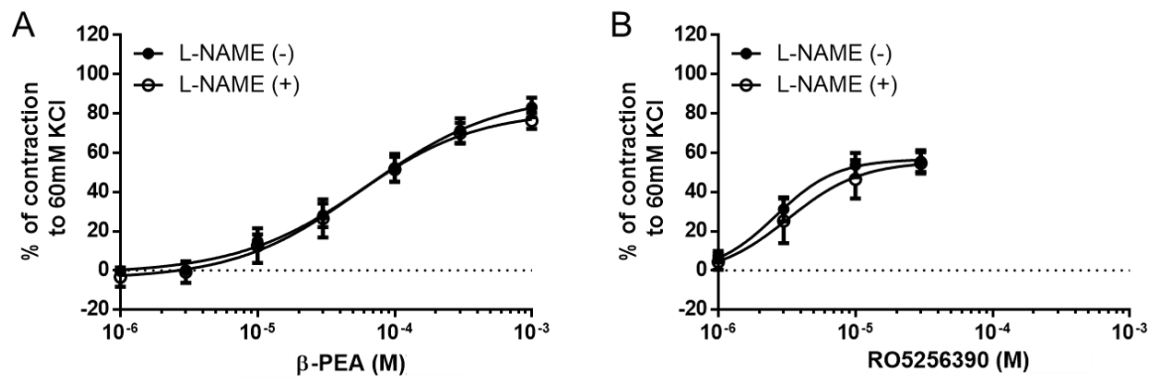 A
% of contraction
to 60mM KCl
120
100
80
60
40
20
0
-20
L-NAME (-)
L-NAME (+)
10-6
10-5
10-4
10-3
β-PEA (M)
B
% of contraction
to 60mM KCl
120
100
80
60
40
20
0
-20
L-NAME (-)
L-NAME (+)
10-6
10-5
10-4
10-3
RO5256390 (M)